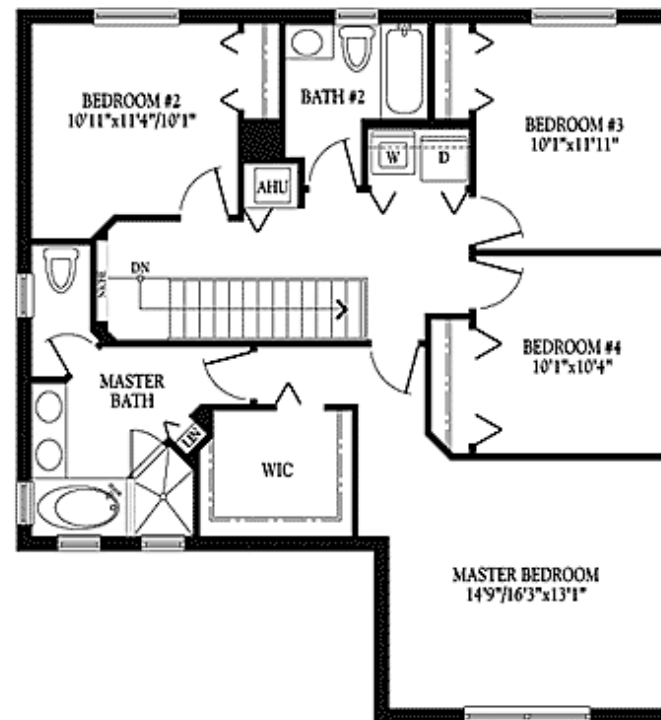 BEDROOM #2
10'11"x11'4"/10'1"
BATH #2
BEDROOM #3
10'1"x11'11"
W
D
AHU
DN
BEDROOM #4
10'1"x10'4"
MASTER
BATH
LIN
WIC
MASTER BEDROOM
14'9"/16'3"x13'1"